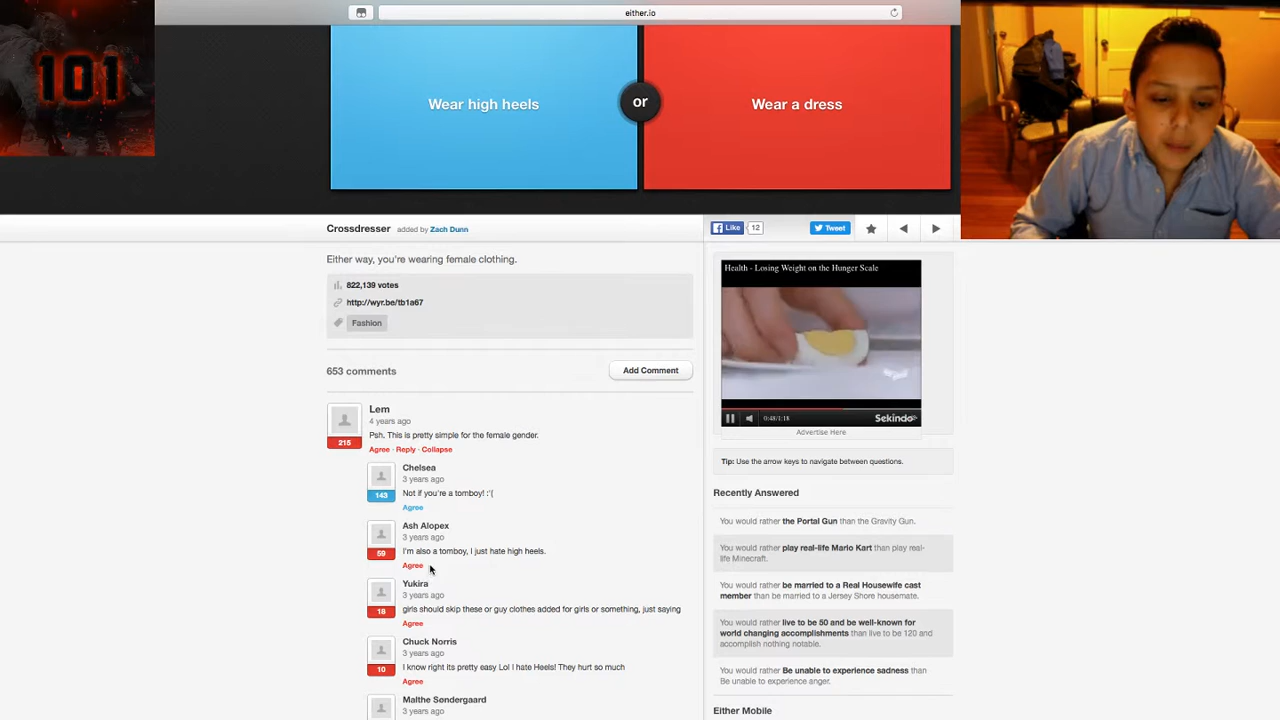 either.io
101
Wear high heels
or
Wear a dress
Crossdresser added by Zach Dunn
Like 12
Tweet
Either way, you're wearing female clothing.
822,139 votes
http://wyr.be/tb1a67
Fashion
653 comments
Add Comment
Lem
4 years ago
215
Psh. This is pretty simple for the female gender.
Agree · Reply · Collapse
Chelsea
3 years ago
143
Not if you're a tomboy! :'(
Agree
Ash Alopex
3 years ago
59
I'm also a tomboy, I just hate high heels.
Agree
Yukira
3 years ago
18
girls should skip these or guy clothes added for girls or something, just saying
Agree
Chuck Norris
3 years ago
10
I know right its pretty easy Lol I hate Heels! They hurt so much
Agree
Malthe Søndergaard
3 years ago
Health - Losing Weight on the Hunger Scale
0:48/1:18
Sekindo
Advertise Here
Tip: Use the arrow keys to navigate between questions.
Recently Answered
You would rather the Portal Gun than the Gravity Gun.
You would rather play real-life Mario Kart than play real-
life Minecraft.
You would rather be married to a Real Housewife cast
member than be married to a Jersey Shore housemate.
You would rather live to be 50 and be well-known for
world changing accomplishments than live to be 120 and
accomplish nothing notable.
You would rather Be unable to experience sadness than
Be unable to experience anger.
Either Mobile